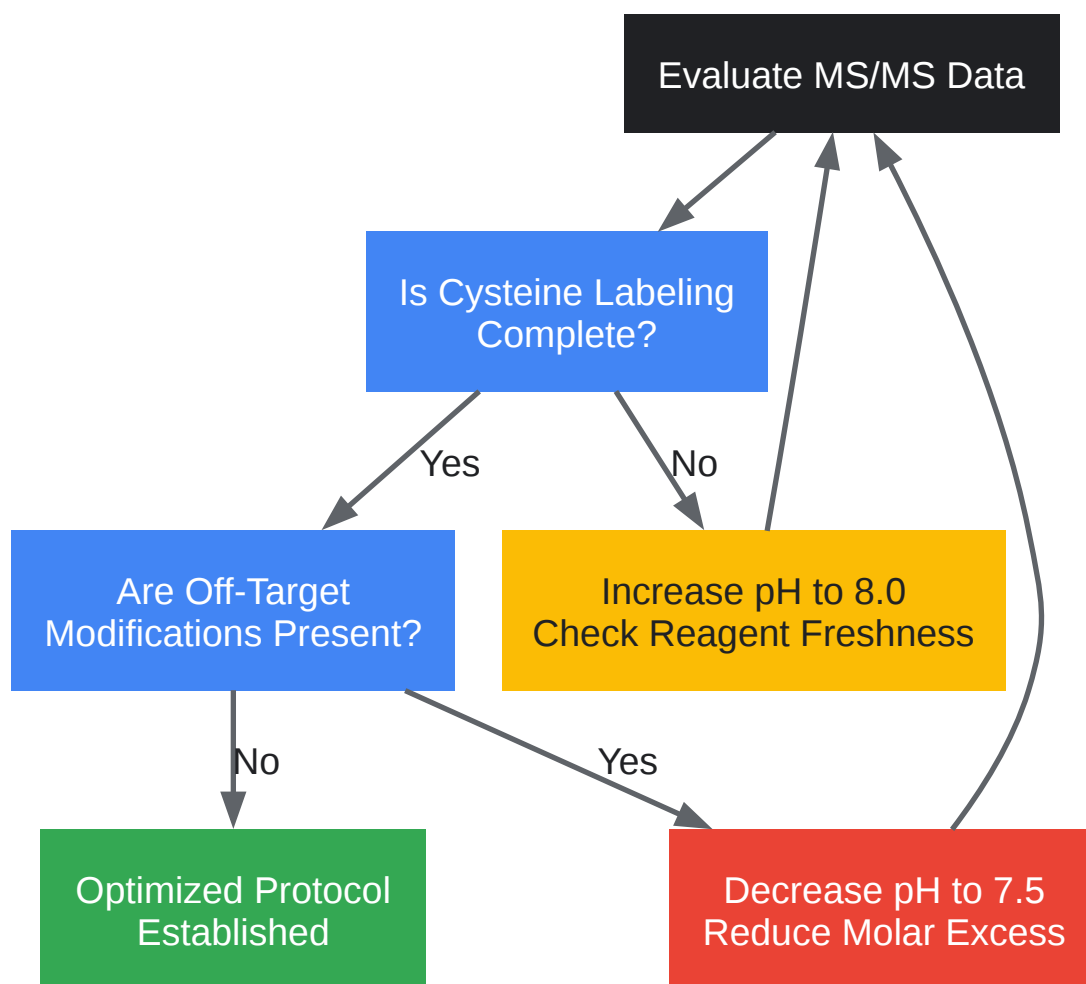 Evaluate MS/MS Data
Is Cysteine Labeling
Complete?
Yes
No
Are Off-Target
Modifications Present?
Increase pH to 8.0
Check Reagent Freshness
No
Yes
Optimized Protocol
Established
Decrease pH to 7.5
Reduce Molar Excess